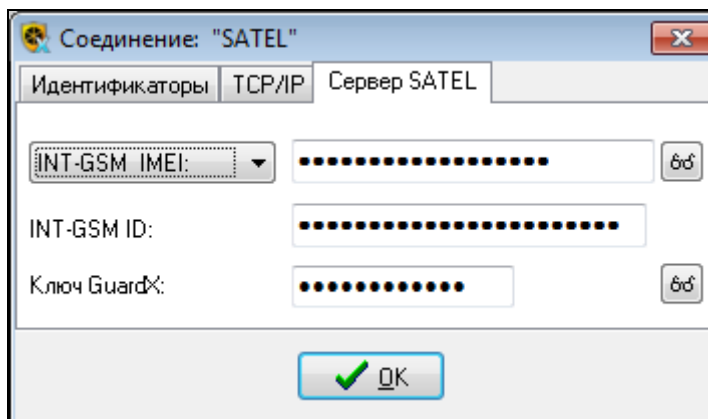 Соединение: "SATEL"
Идентификаторы TCP/IP Сервер SATEL
INT-GSM IMEI: ••••••••••••••••••
INT-GSM ID: •••••••••••••••••••••••
Ключ GuardX: ••••••••••••
OK